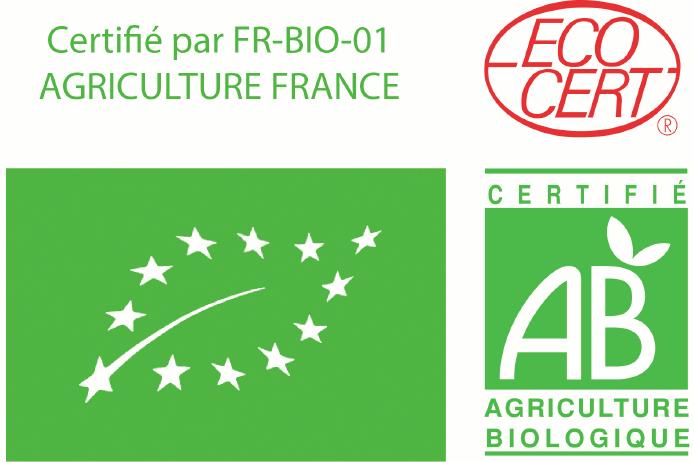 Certifié par FR-BIO-01
AGRICULTURE FRANCE
ECO
CERT
®
CERTIFIÉ
AB
AGRICULTURE
BIOLOGIQUE